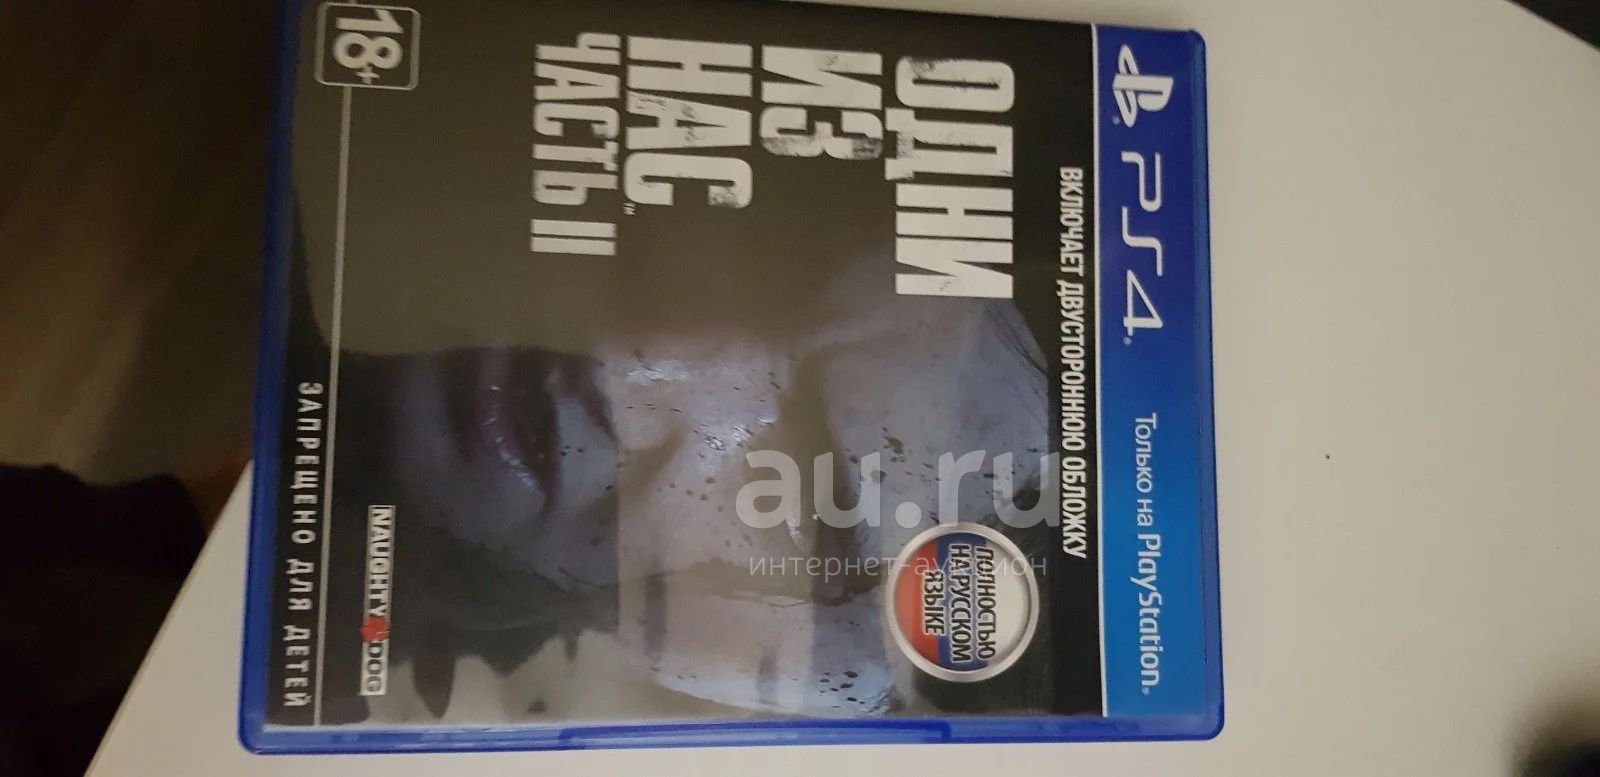 PS4
Только на PlayStation
ВКЛЮЧАЕТ ДВУСТОРОННЮЮ ОБЛОЖКУ
ОДНИ
ИЗ
НАС™
ЧАСТЬ II
ПОЛНОСТЬЮ
НА РУССКОМ
ЯЗЫКЕ
NAUGHTY DOG
18+
ЗАПРЕЩЕНО ДЛЯ ДЕТЕЙ
au.ru
интернет-аукцион